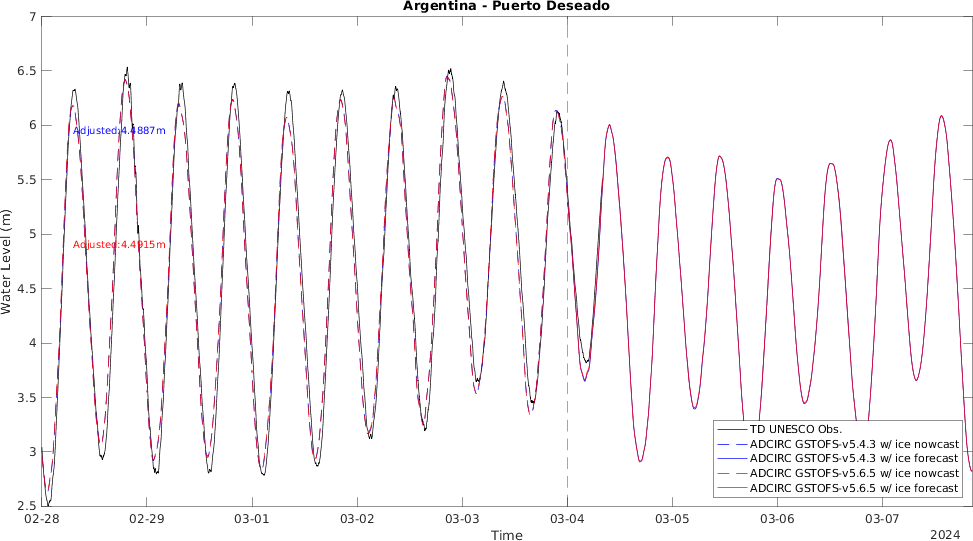 Argentina - Puerto Deseado
7
6.5
6
5.5
5
4.5
4
3.5
3
2.5
Water Level (m)
Adjusted:4.4887m
Adjusted:4.4915m
TD UNESCO Obs.
ADCIRC GSTOFS-v5.4.3 w/ ice nowcast
ADCIRC GSTOFS-v5.4.3 w/ ice forecast
ADCIRC GSTOFS-v5.6.5 w/ ice nowcast
ADCIRC GSTOFS-v5.6.5 w/ ice forecast
02-28 02-29 03-01 03-02 03-03 03-04 03-05 03-06 03-07
Time
2024